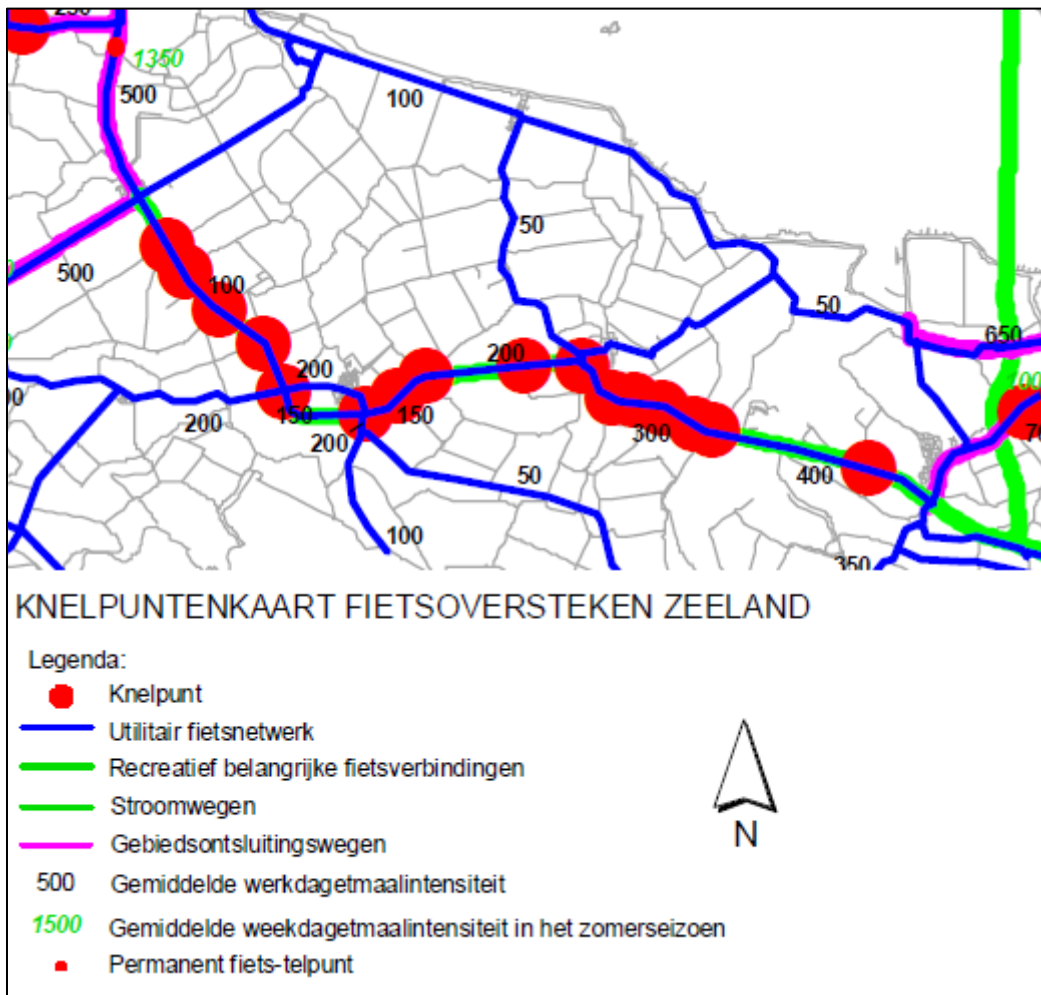 250
1350
500
100
50
500
100
50
650
200
200
100
200
150
150
200
300
70
400
50
100
350
KNELPUNTENKAART FIETSOVERSTEKEN ZEELAND
Legenda:
Knelpunt
Utilitair fietsnetwerk
Recreatief belangrijke fietsverbindingen
Stroomwegen
Gebiedsontsluitingswegen
500 Gemiddelde werkdagetmaalintensiteit
1500 Gemiddelde weekdagetmaalintensiteit in het zomerseizoen
Permanent fiets-telpunt
N